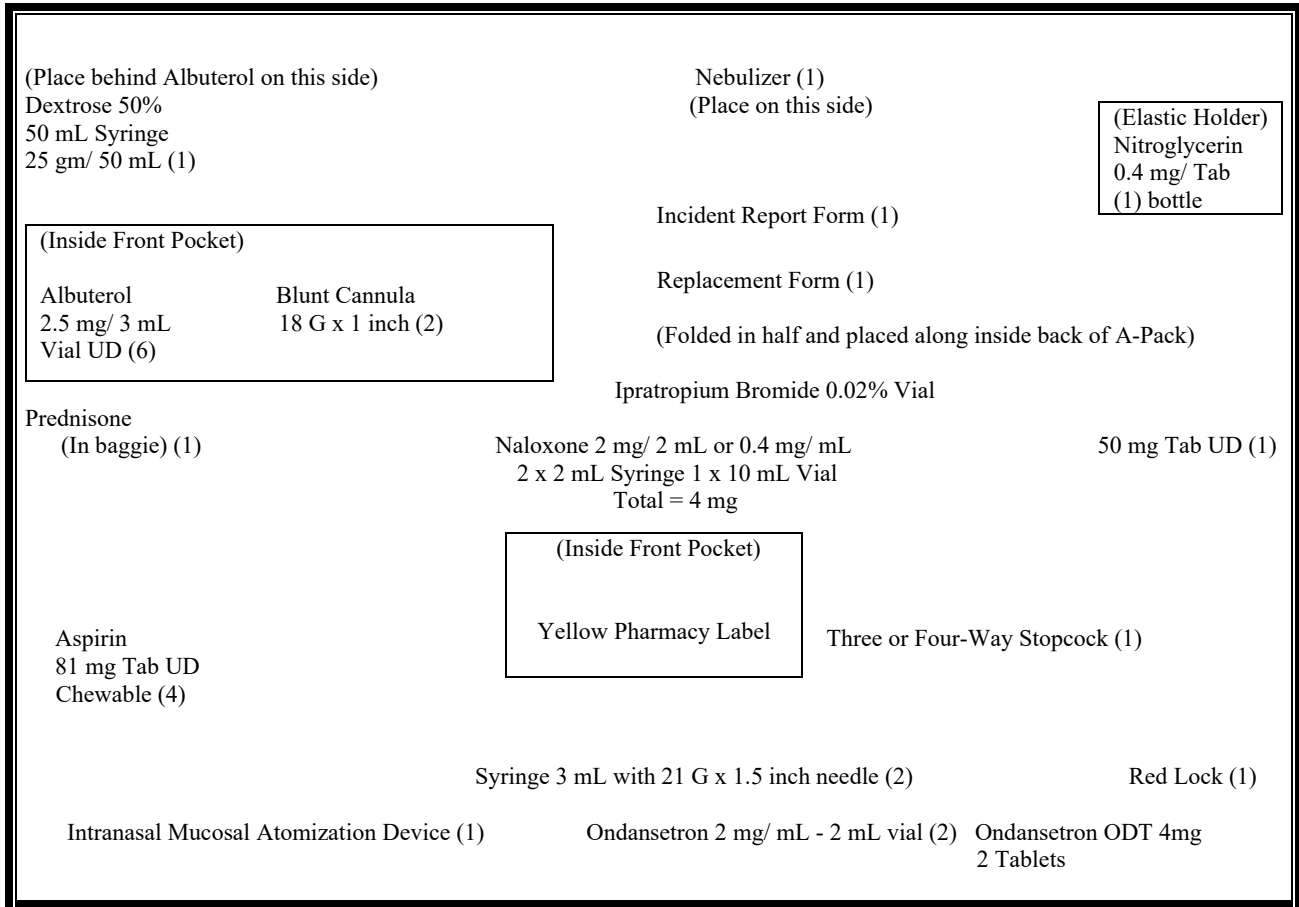 (Place behind Albuterol on this side)
Nebulizer (1)
Dextrose 50%
(Place on this side)
50 mL Syringe
25 gm/ 50 mL (1)
(Elastic Holder)
Nitroglycerin
0.4 mg/ Tab
(1) bottle
Incident Report Form (1)
(Inside Front Pocket)
Albuterol
2.5 mg/ 3 mL
Vial UD (6)
Blunt Cannula
18 G x 1 inch (2)
Replacement Form (1)
(Folded in half and placed along inside back of A-Pack)
Ipratropium Bromide 0.02% Vial
Prednisone
(In baggie) (1)
Naloxone 2 mg/ 2 mL or 0.4 mg/ mL
2 x 2 mL Syringe 1 x 10 mL Vial
Total = 4 mg
50 mg Tab UD (1)
(Inside Front Pocket)
Yellow Pharmacy Label
Aspirin
81 mg Tab UD
Chewable (4)
Three or Four-Way Stopcock (1)
Syringe 3 mL with 21 G x 1.5 inch needle (2)
Red Lock (1)
Intranasal Mucosal Atomization Device (1)
Ondansetron 2 mg/ mL - 2 mL vial (2)
Ondansetron ODT 4mg
2 Tablets